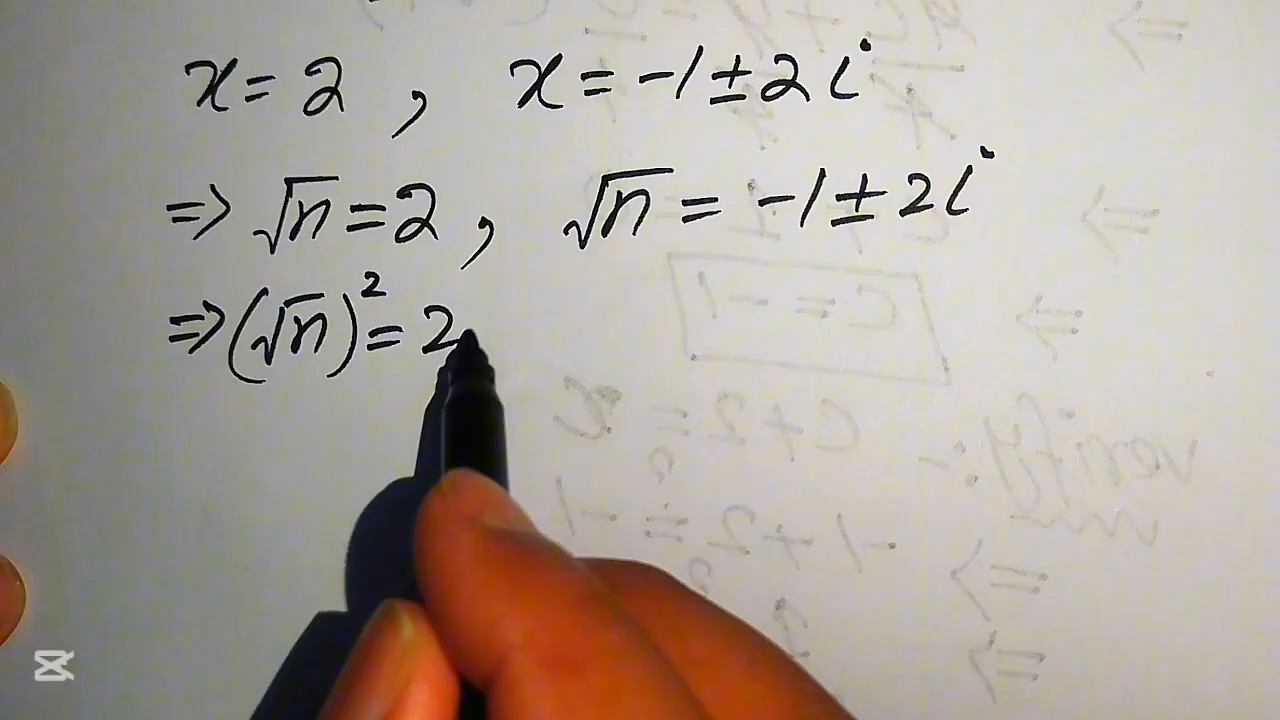 x = 2 , x = -1 ± 2i
⇒ √n = 2 , √n = -1 ± 2i
⇒ (√n)² = 2